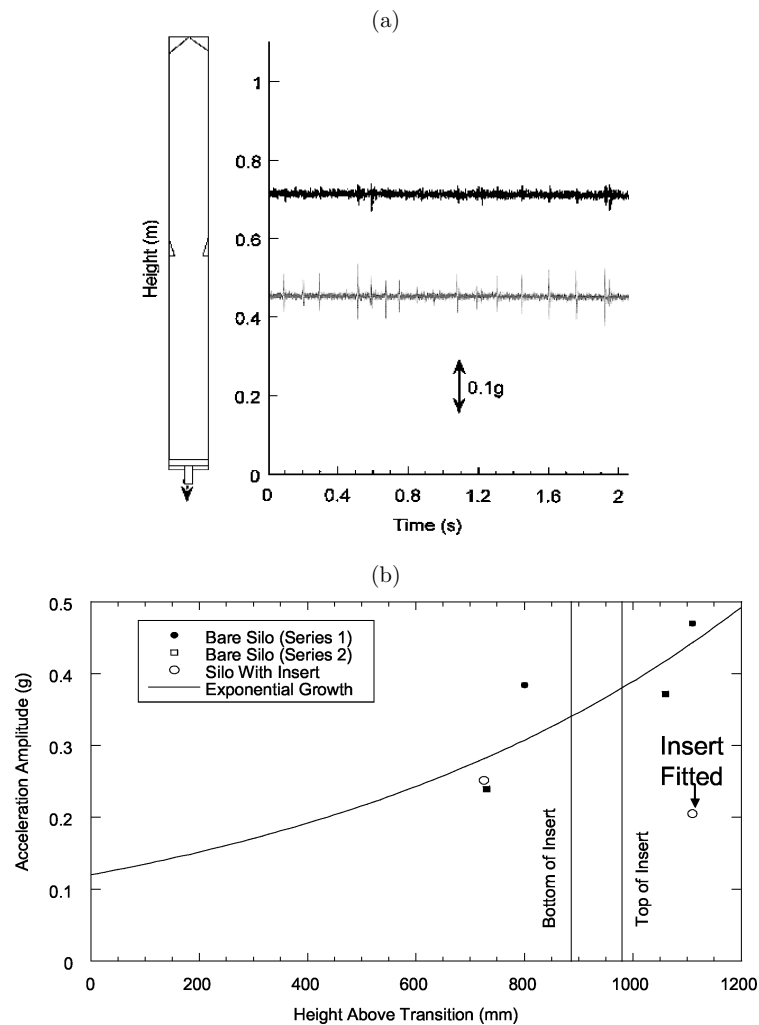 (a)
1
0.8
0.6
0.4
0.2
0
Height (m)
0.1g
0 0.4 0.8 1.2 1.6 2
Time (s)
(b)
0.5
0.4
0.3
0.2
0.1
0
Acceleration Amplitude (g)
Bare Silo (Series 1)
Bare Silo (Series 2)
Silo With Insert
Exponential Growth
Insert
Fitted
Bottom of Insert
Top of Insert
0 200 400 600 800 1000 1200
Height Above Transition (mm)